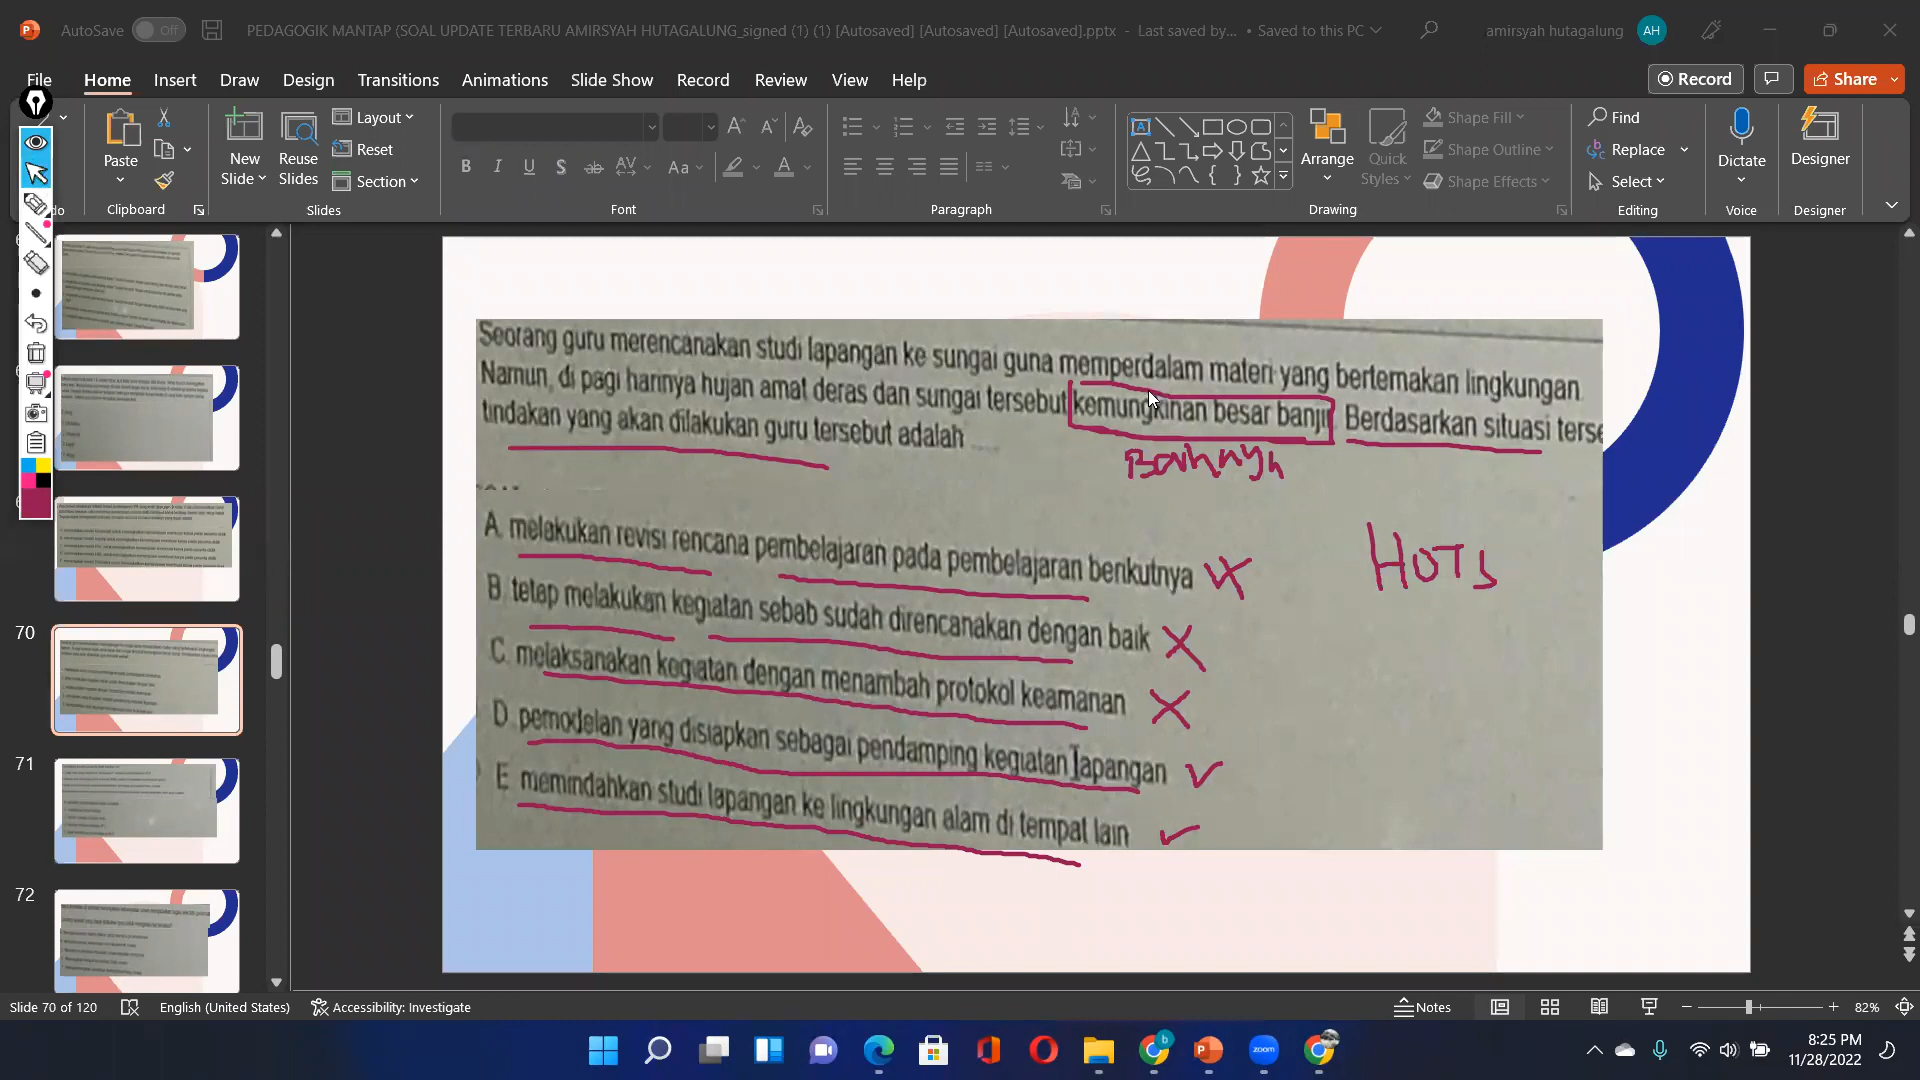 AutoSave Off PEDAGOGIK MANTAP (SOAL UPDATE TERBARU AMIRSYAH HUTAGALUNG_signed (1) (1) [Autosaved] [Autosaved] [Autosaved].pptx - Last saved by... • Saved to this PC amirsyah hutagalung AH
File Home Insert Draw Design Transitions Animations Slide Show Record Review View Help Record Share
Paste New Slide Reuse Slides Layout Reset Section
Arrange Quick Styles Shape Fill Shape Outline Shape Effects Find Replace Select Dictate Designer
Clipboard Slides Font Paragraph Drawing Editing Voice Designer
Seorang guru merencanakan studi lapangan ke sungai guna memperdalam materi yang bertemakan lingkungan.
Namun, di pagi harinya hujan amat deras dan sungai tersebut kemungkinan besar banjir. Berdasarkan situasi terse
tindakan yang akan dilakukan guru tersebut adalah ....
A. melakukan revisi rencana pembelajaran pada pembelajaran berikutnya
HOTS
B. tetap melakukan kegiatan sebab sudah direncanakan dengan baik
C. melaksanakan kegiatan dengan menambah protokol keamanan
D. pemodelan yang disiapkan sebagai pendamping kegiatan lapangan
E. memindahkan studi lapangan ke lingkungan alam di tempat lain
70
71
72
Slide 70 of 120 English (United States) Accessibility: Investigate Notes 82%
zoom
8:25 PM
11/28/2022